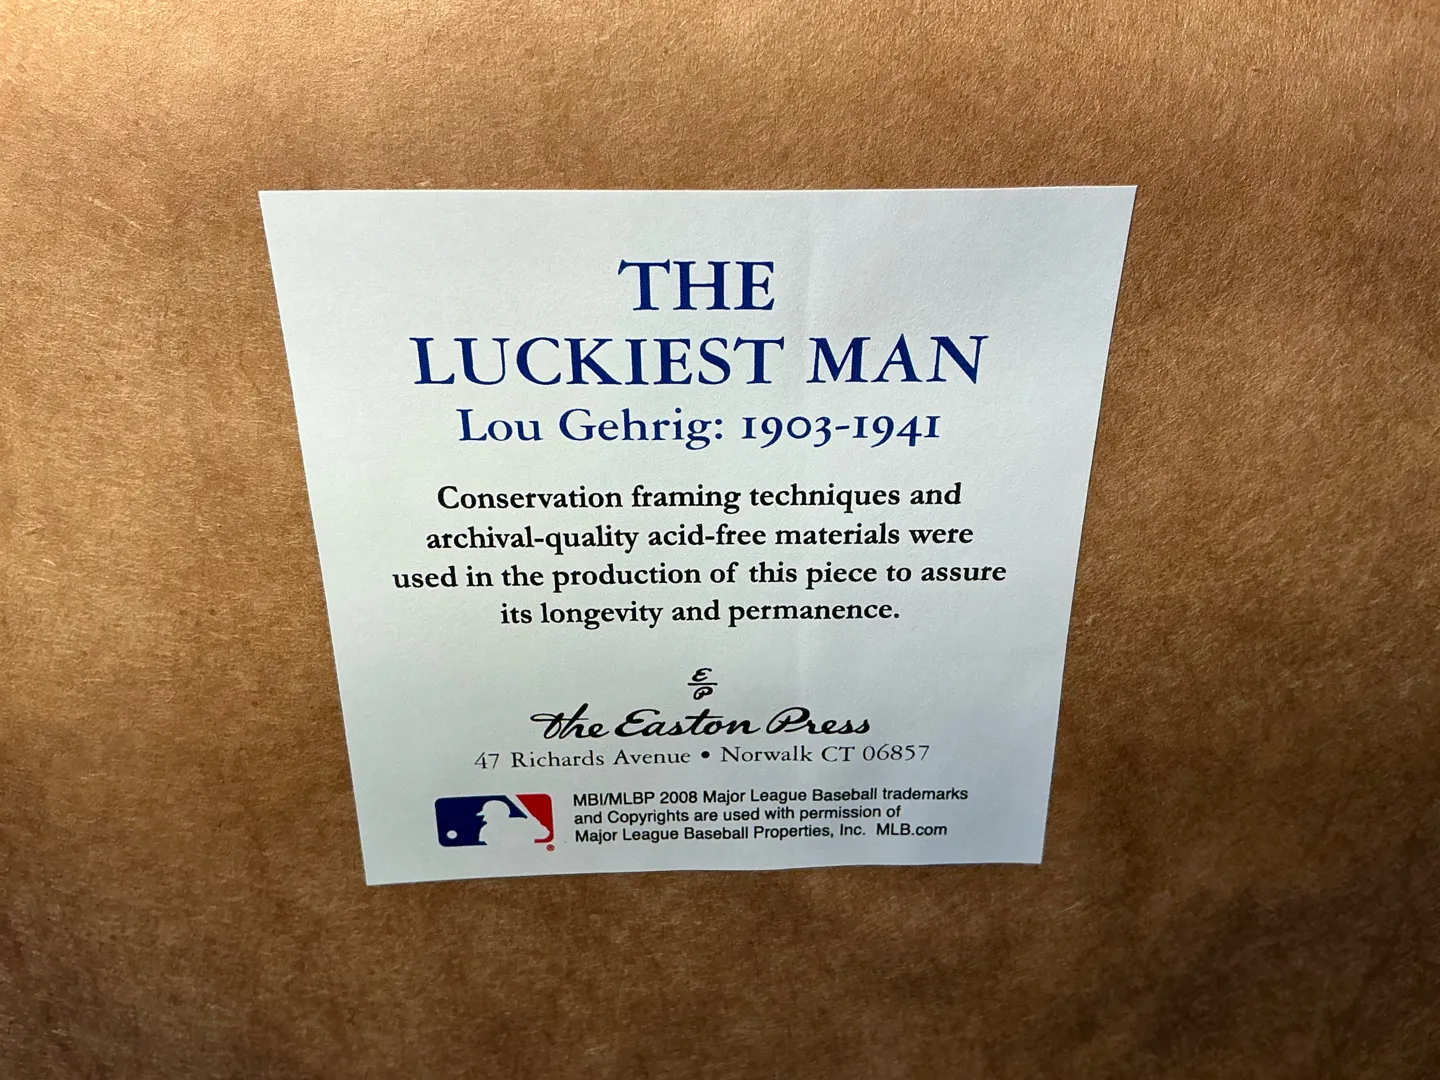 THE
LUCKIEST MAN
Lou Gehrig: 1903-1941
Conservation framing techniques and
archival-quality acid-free materials were
used in the production of this piece to assure
its longevity and permanence.
E
P
The Easton Press
47 Richards Avenue • Norwalk CT 06857
MBI/MLBP 2008 Major League Baseball trademarks
and Copyrights are used with permission of
Major League Baseball Properties, Inc. MLB.com
®